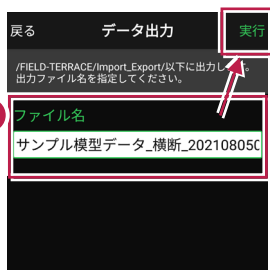 戻る データ出力 実行
/FIELD-TERRACE/Import_Export/以下に出力します。
出力ファイル名を指定してください。
ファイル名
サンプル模型データ_横断_20210805